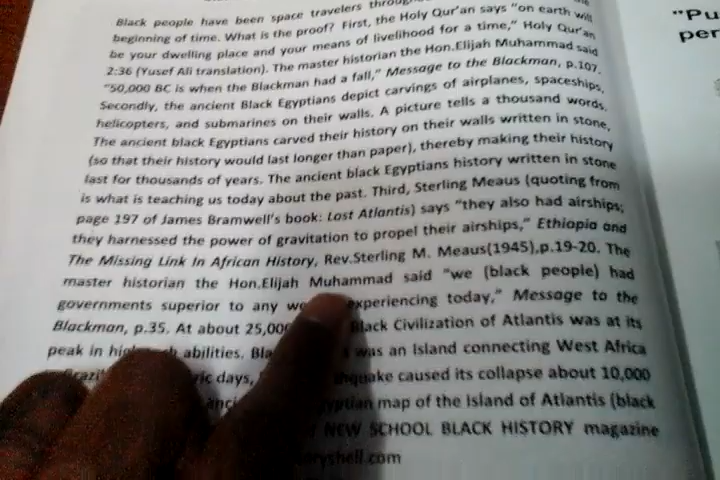 Black people have been space travelers
beginning of time. What is the proof? First, the Holy Qur'an says "on earth will
be your dwelling place and your means of livelihood for a time," Holy Qur'an
2:36 (Yusef Ali translation). The master historian the Hon.Elijah Muhammad said
"50,000 BC is when the Blackman had a fall," Message to the Blackman, p.107.
Secondly, the ancient Black Egyptians depict carvings of airplanes, spaceships,
helicopters, and submarines on their walls. A picture tells a thousand words.
The ancient black Egyptians carved their history on their walls written in stone,
(so that their history would last longer than paper), thereby making their history
last for thousands of years. The ancient black Egyptians history written in stone
is what is teaching us today about the past. Third, Sterling Meaus (quoting from
page 197 of James Bramwell's book: Lost Atlantis) says "they also had airships;
they harnessed the power of gravitation to propel their airships," Ethiopia and
The Missing Link In African History, Rev.Sterling M. Meaus(1945),p.19-20. The
master historian the Hon.Elijah Muhammad said "we (black people) had
governments superior to any experiencing today," Message to the
Blackman, p.35. At about 25,000 Black Civilization of Atlantis was at its
peak in abilities. was an Island connecting West Africa
days, caused its collapse about 10,000
map of the Island of Atlantis (black
NEW SCHOOL BLACK HISTORY magazine
"Pu
per